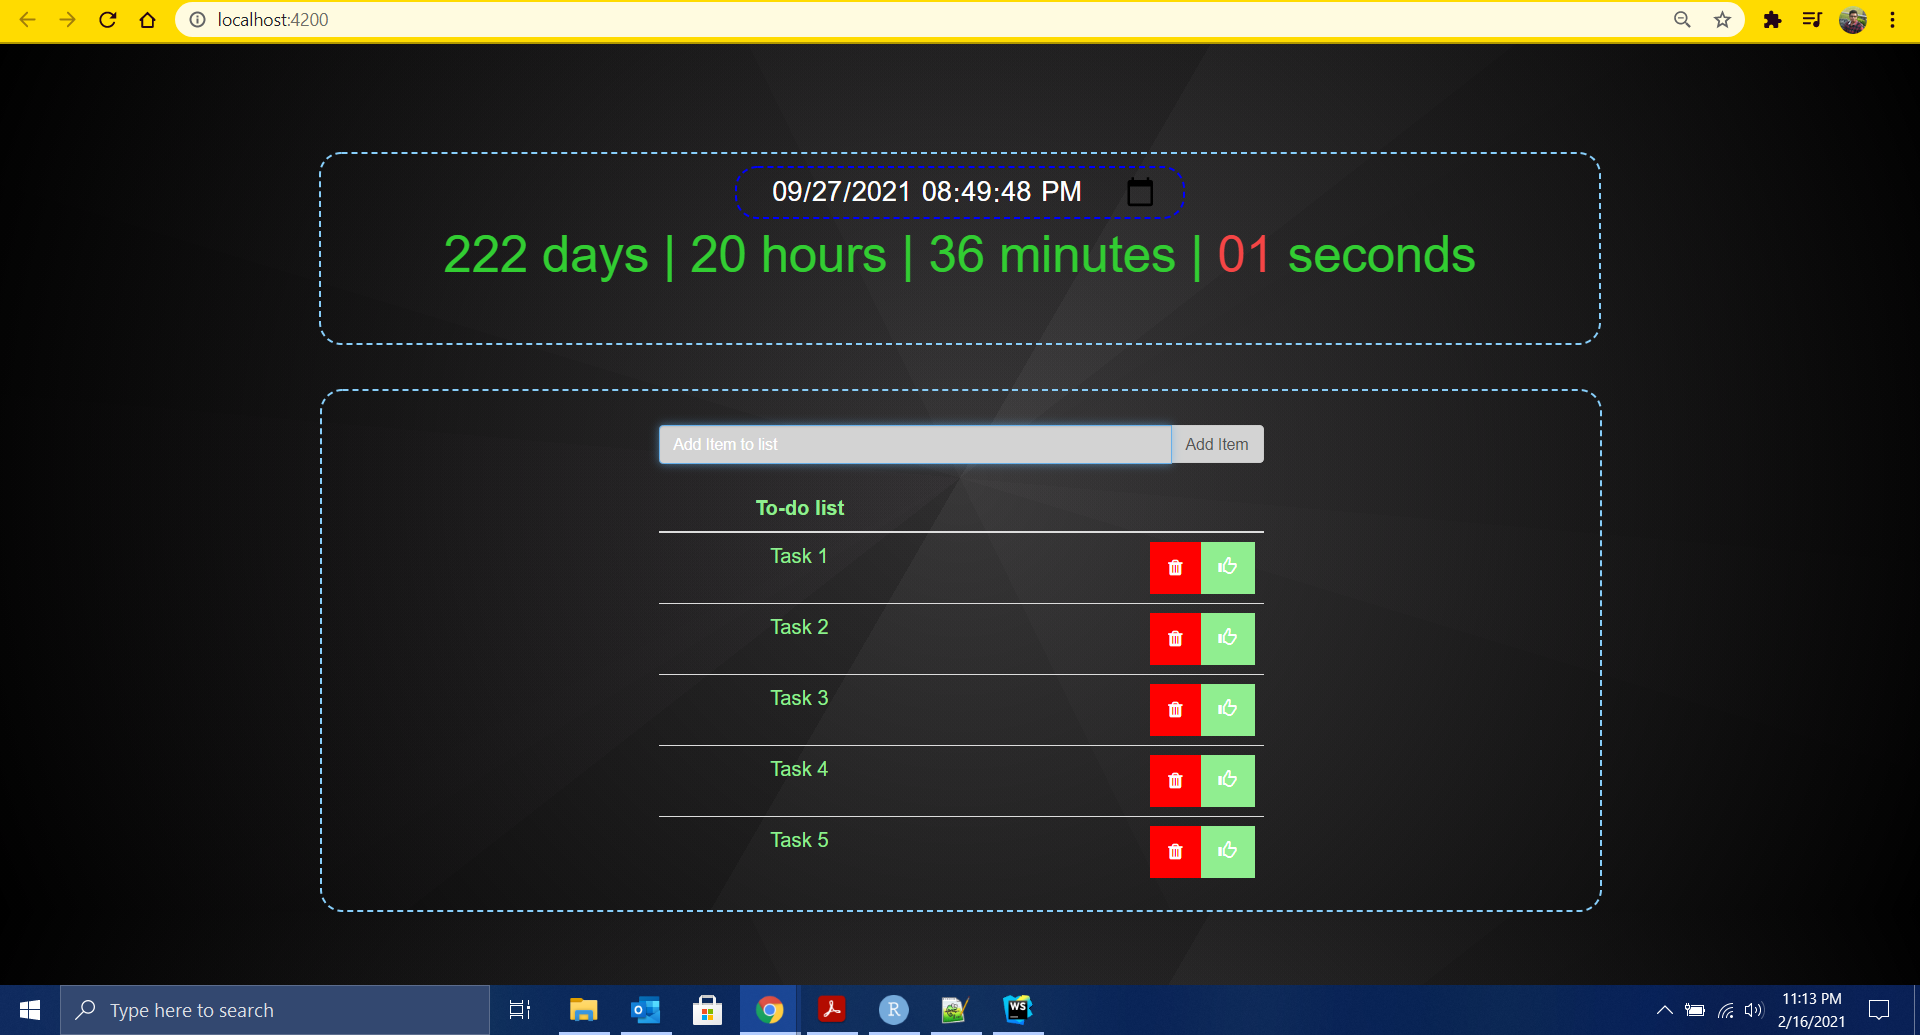 localhost:4200
09/27/2021 08:49:48 PM
222 days | 20 hours | 36 minutes | 01 seconds
Add Item to list
Add Item
To-do list
Task 1
Task 2
Task 3
Task 4
Task 5
Type here to search
R
WS
11:13 PM
2/16/2021